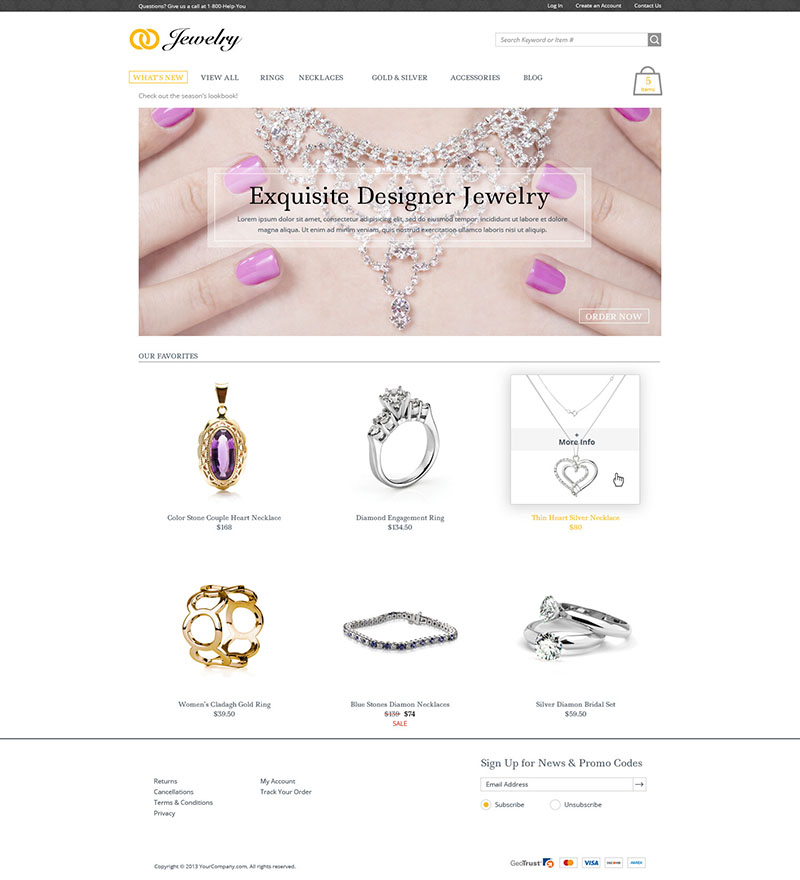 Questions? Give us a call at 1-800-Help-You
Log In Create an Account Contact Us
Jewelry
Search Keyword or Item #
WHAT'S NEW VIEW ALL RINGS NECKLACES GOLD & SILVER ACCESSORIES BLOG
5
items
Check out the season's lookbook!
Exquisite Designer Jewelry
Lorem ipsum dolor sit amet, consectetur adipisicing elit, sed do eiusmod tempor incididunt ut labore et dolore
magna aliqua. Ut enim ad minim veniam, quis nostrud exercitation ullamco laboris nisi ut aliquip.
ORDER NOW
OUR FAVORITES
+
More Info
Color Stone Couple Heart Necklace
$168
Diamond Engagement Ring
$134.50
Thin Heart Silver Necklace
$80
Women's Cladagh Gold Ring
$39.50
Blue Stones Diamon Necklaces
$139 $74
SALE
Silver Diamon Bridal Set
$59.50
Returns
Cancellations
Terms & Conditions
Privacy
My Account
Track Your Order
Sign Up for News & Promo Codes
Email Address
Subscribe Unsubscribe
Copyright © 2013 YourCompany.com, All rights reserved.
GeoTrust VISA